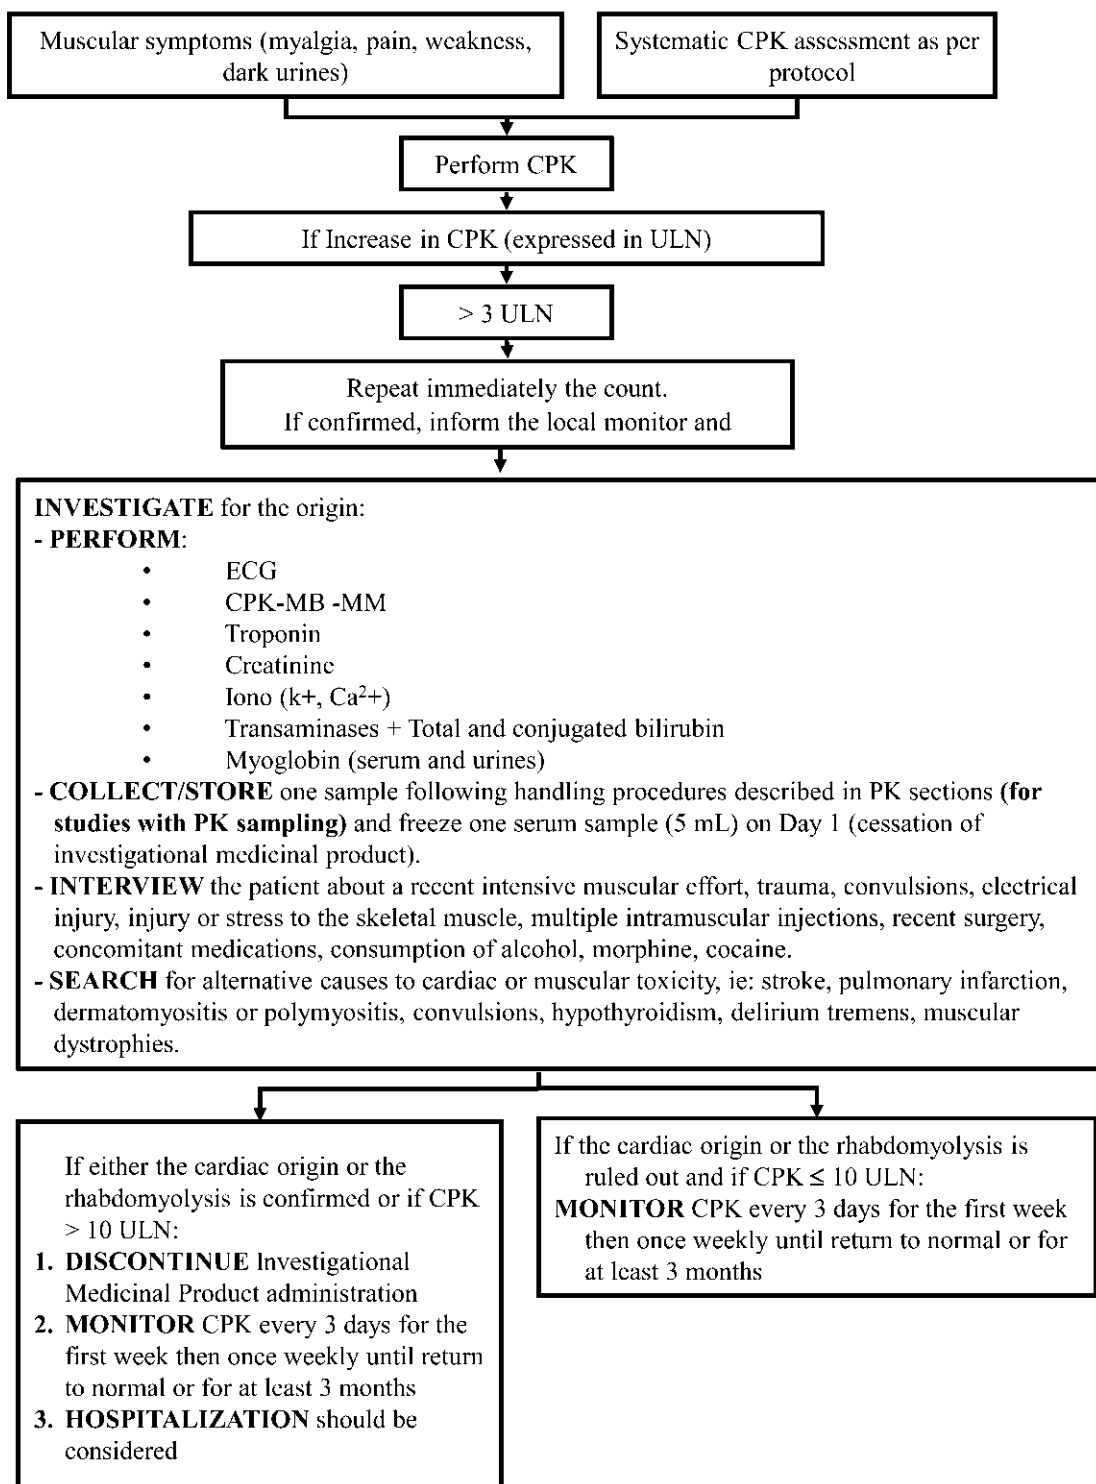 Muscular symptoms (myalgia, pain, weakness,
dark urines)
Systematic CPK assessment as per
protocol
Perform CPK
If Increase in CPK (expressed in ULN)
> 3 ULN
Repeat immediately the count.
If confirmed, inform the local monitor and
INVESTIGATE for the origin:
- PERFORM:
• ECG
• CPK-MB -MM
• Troponin
• Creatinine
• Iono (k+, Ca²⁺)
• Transaminases + Total and conjugated bilirubin
• Myoglobin (serum and urines)
- COLLECT/STORE one sample following handling procedures described in PK sections (for
studies with PK sampling) and freeze one serum sample (5 mL) on Day 1 (cessation of
investigational medicinal product).
- INTERVIEW the patient about a recent intensive muscular effort, trauma, convulsions, electrical
injury, injury or stress to the skeletal muscle, multiple intramuscular injections, recent surgery,
concomitant medications, consumption of alcohol, morphine, cocaine.
- SEARCH for alternative causes to cardiac or muscular toxicity, ie: stroke, pulmonary infarction,
dermatomyositis or polymyositis, convulsions, hypothyroidism, delirium tremens, muscular
dystrophies.
If either the cardiac origin or the
rhabdomyolysis is confirmed or if CPK
> 10 ULN:
1. DISCONTINUE Investigational
Medicinal Product administration
2. MONITOR CPK every 3 days for the
first week then once weekly until return
to normal or for at least 3 months
3. HOSPITALIZATION should be
considered
If the cardiac origin or the rhabdomyolysis is
ruled out and if CPK ≤ 10 ULN:
MONITOR CPK every 3 days for the first week
then once weekly until return to normal or for
at least 3 months